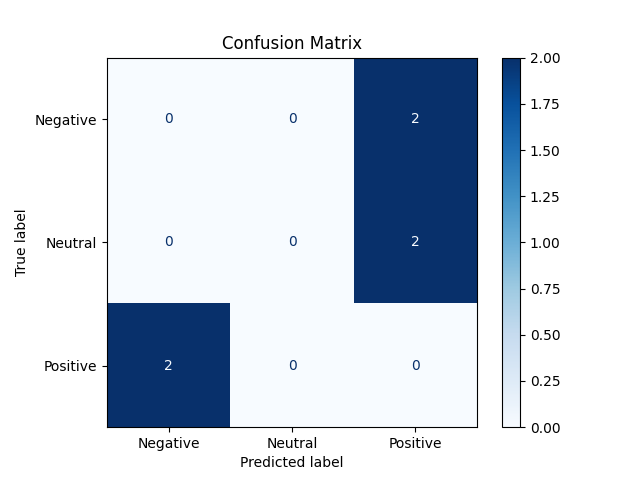 Confusion Matrix
Negative 0 0 2
Neutral 0 0 2
Positive 2 0 0
Negative Neutral Positive
Predicted label
True label
2.00
1.75
1.50
1.25
1.00
0.75
0.50
0.25
0.00